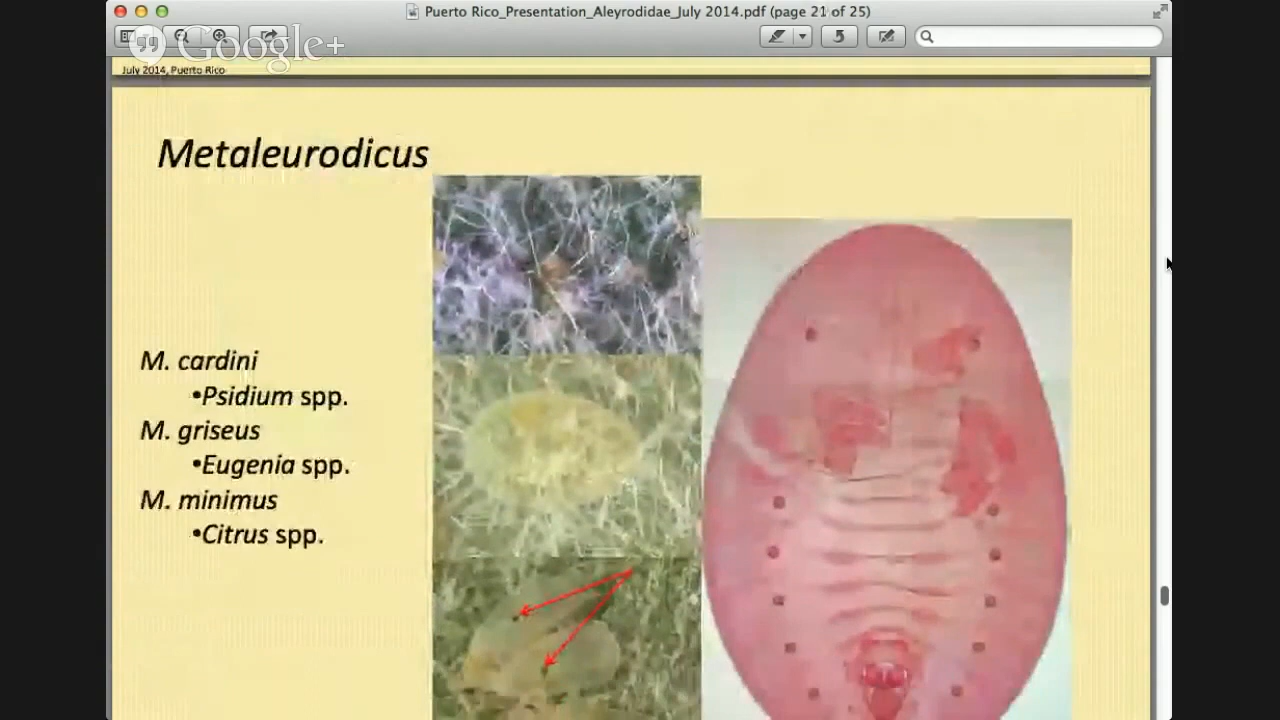 Puerto Rico_Presentation_Aleyrodidae_July 2014.pdf (page 21 of 25)
Google+
July 2014, Puerto Rico
Metaleurodicus
M. cardini
•Psidium spp.
M. griseus
•Eugenia spp.
M. minimus
•Citrus spp.